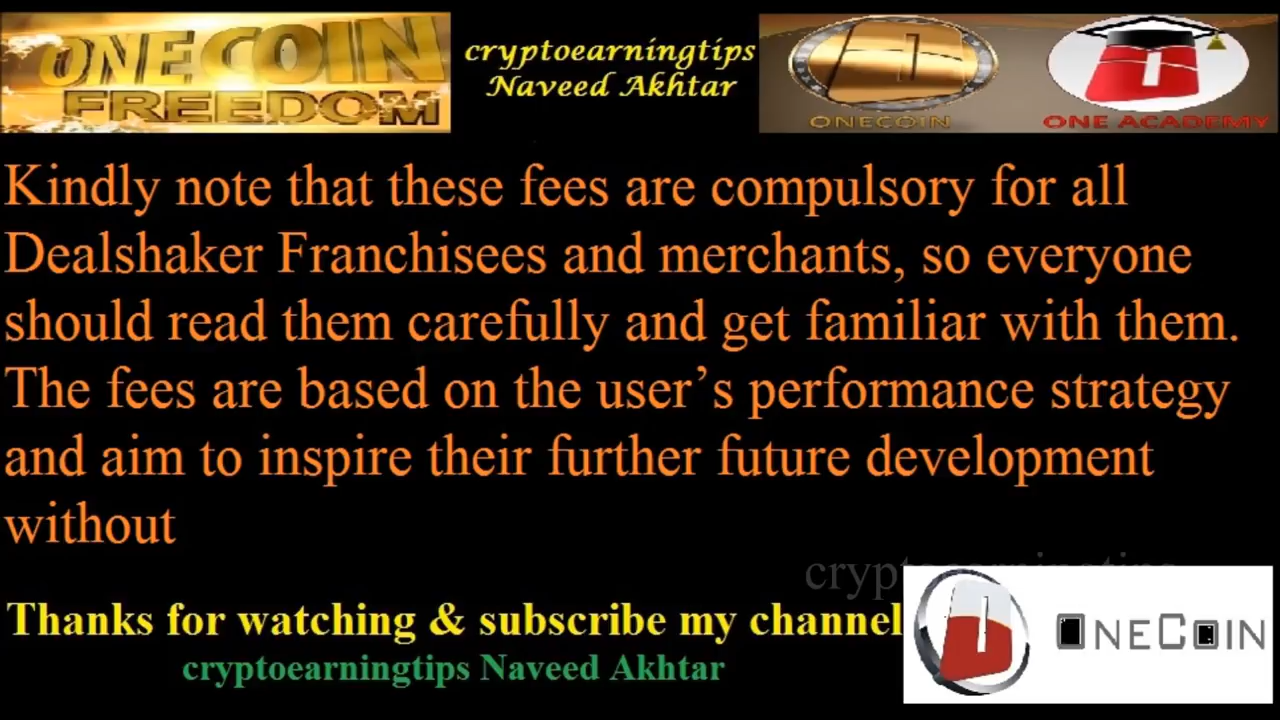 ONE COIN
FREEDOM
cryptoearningtips
Naveed Akhtar
ONECOIN
ONE ACADEMY
Kindly note that these fees are compulsory for all
Dealshaker Franchisees and merchants, so everyone
should read them carefully and get familiar with them.
The fees are based on the user’s performance strategy
and aim to inspire their further future development
without
cryptoearningtips
Thanks for watching & subscribe my channel
cryptoearningtips Naveed Akhtar
ONECOIN